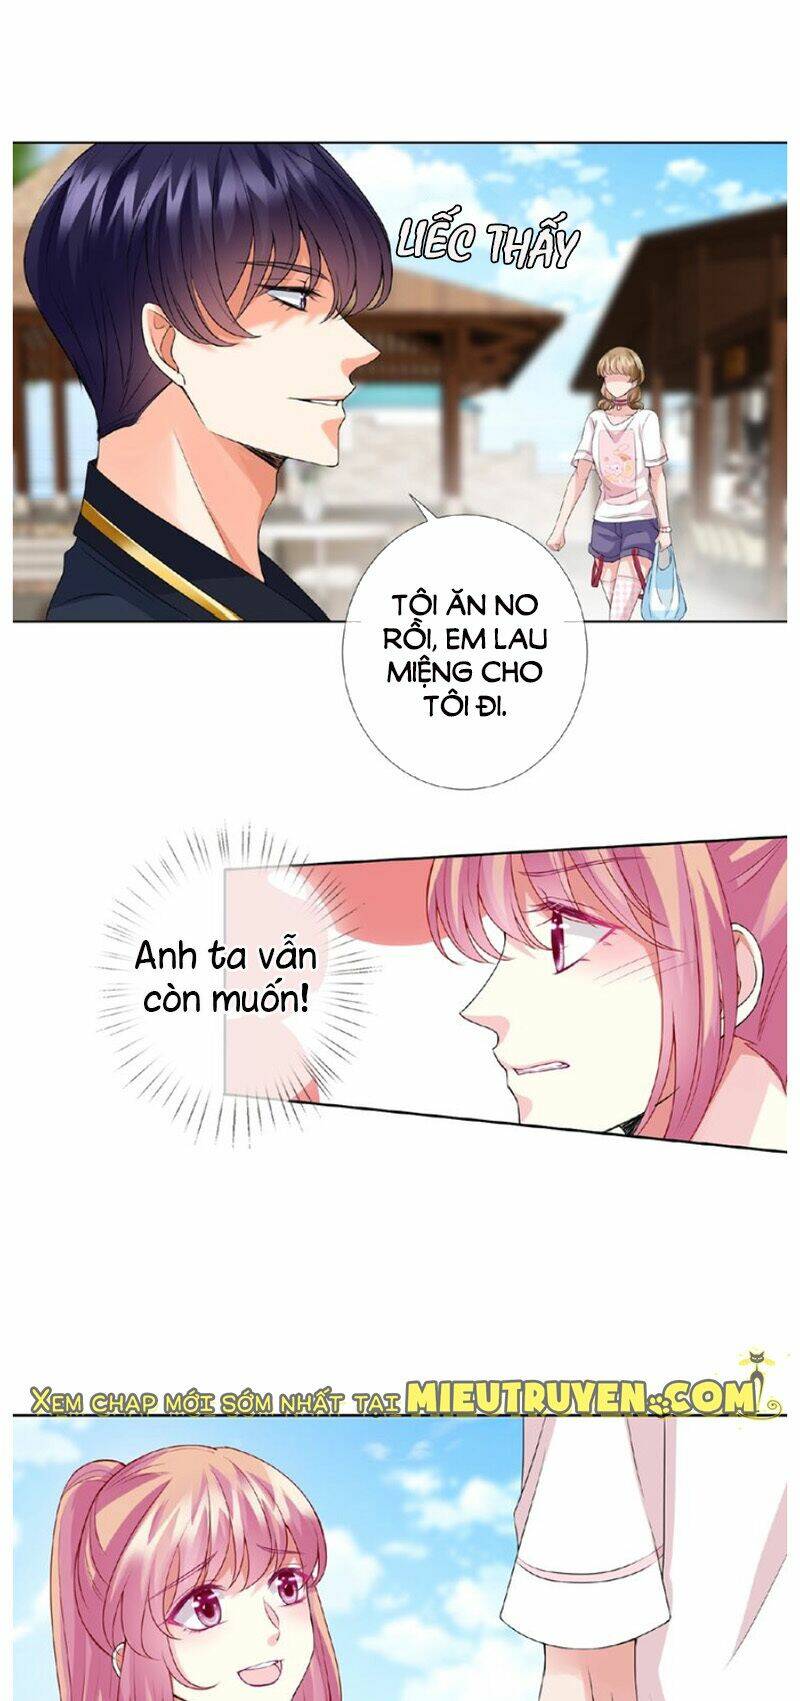 LIẾC THẤY
TÔI ĂN NO
RỒI, EM LAU
MIỆNG CHO
TÔI ĐI.
Anh ta vẫn
còn muốn!
XEM CHAP MỚI SỚM NHẤT TẠI MIEUTRUYEN.COM